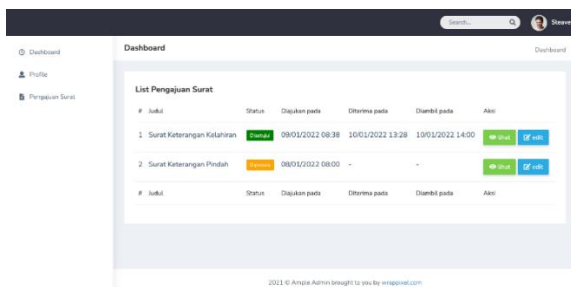 Search...
Steave
Dashboard
Profile
Pengajuan Surat
Dashboard
Dashboard
List Pengajuan Surat
# Judul Status Diajukan pada Diterima pada Diambil pada Aksi
1 Surat Keterangan Kelahiran Disetujui 09/01/2022 08:38 10/01/2022 13:28 10/01/2022 14:00 lihat edit
2 Surat Keterangan Pindah 08/01/2022 08:00 - - lihat edit
# Judul Status Diajukan pada Diterima pada Diambil pada Aksi
2021 © Ample Admin brought to you by wrappixel.com